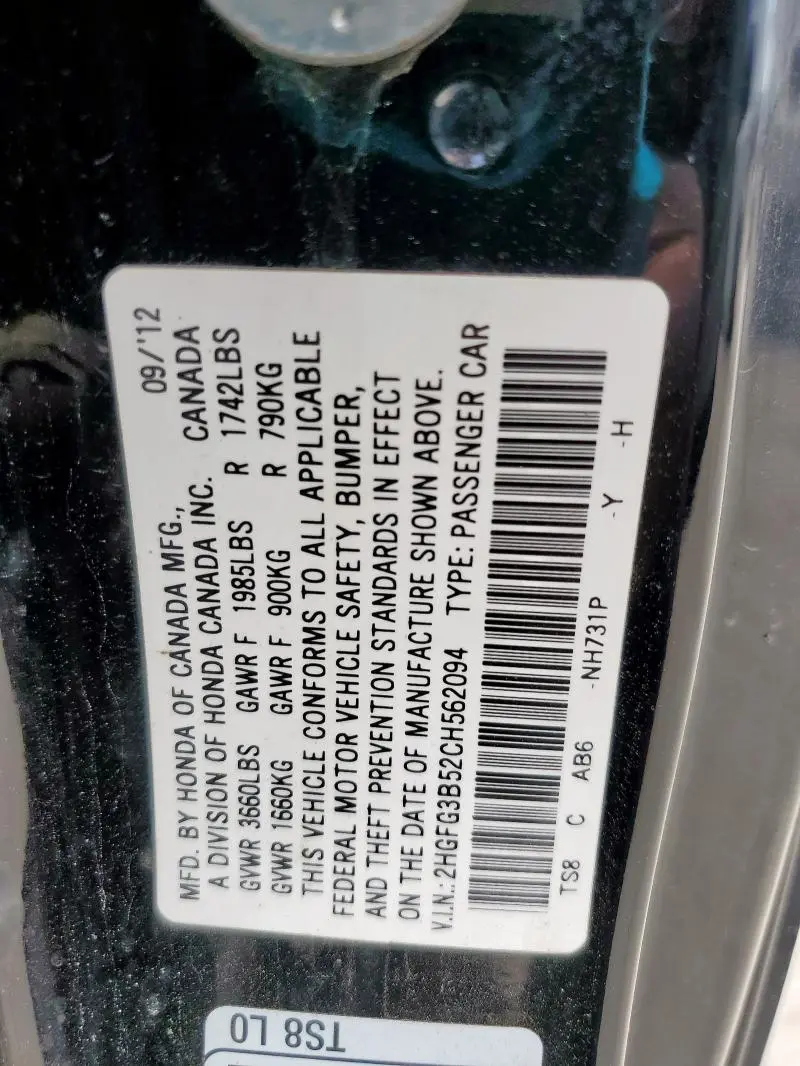 09/'12
MFD. BY HONDA OF CANADA MFG.,
A DIVISION OF HONDA CANADA INC. CANADA
GVWR 3660LBS GAWR F 1985LBS R 1742LBS
GVWR 1660KG GAWR F 900KG R 790KG
THIS VEHICLE CONFORMS TO ALL APPLICABLE
FEDERAL MOTOR VEHICLE SAFETY, BUMPER,
AND THEFT PREVENTION STANDARDS IN EFFECT
ON THE DATE OF MANUFACTURE SHOWN ABOVE.
V.I.N.: 2HGFG3B52CH562094 TYPE: PASSENGER CAR
TS8 C AB6 -NH731P -Y -H
TS8 L0